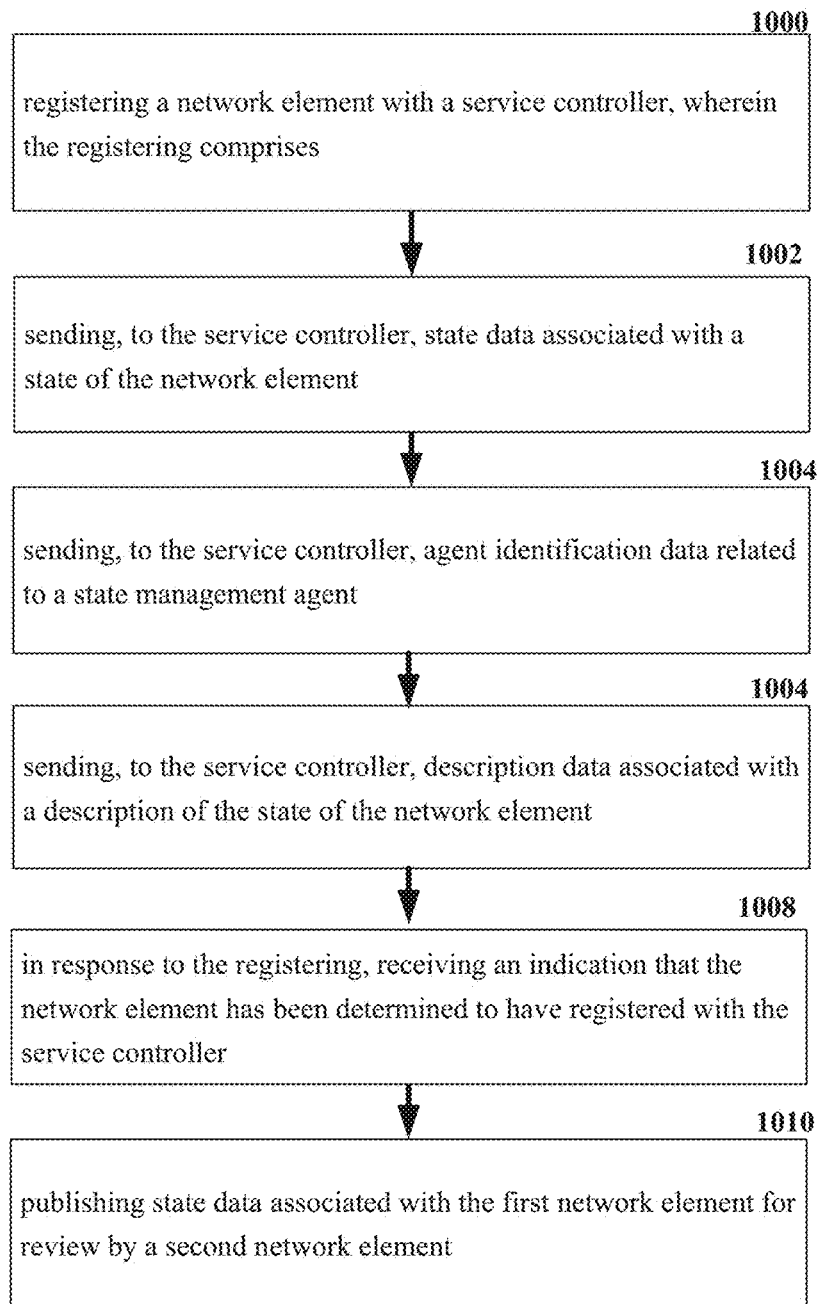 1000
registering a network element with a service controller, wherein
the registering comprises
1002
sending, to the service controller, state data associated with a
state of the network element
1004
sending, to the service controller, agent identification data related
to a state management agent
1004
sending, to the service controller, description data associated with
a description of the state of the network element
1008
in response to the registering, receiving an indication that the
network element has been determined to have registered with the
service controller
1010
publishing state data associated with the first network element for
review by a second network element